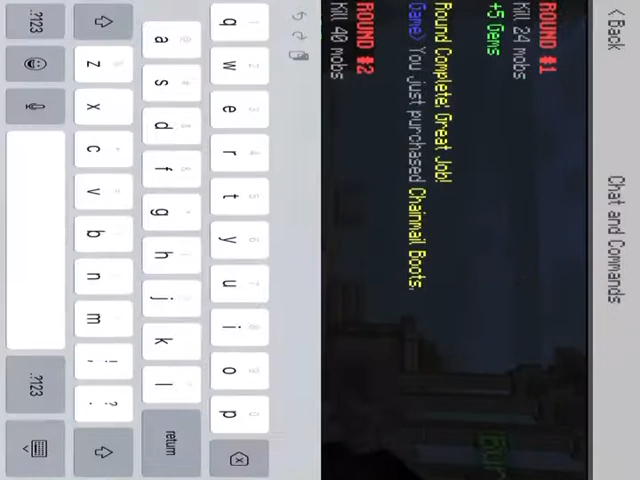 < Back
Chat and Commands
ROUND #1
Kill 24 mobs
+5 Gems
Round Complete! Great Job!
Game> You just purchased Chainmail Boots.
ROUND #2
Kill 48 mobs
q w e r t y u i o p
a s d f g h j k l return
z x c v b n m ! , ? .
.?123 .?123